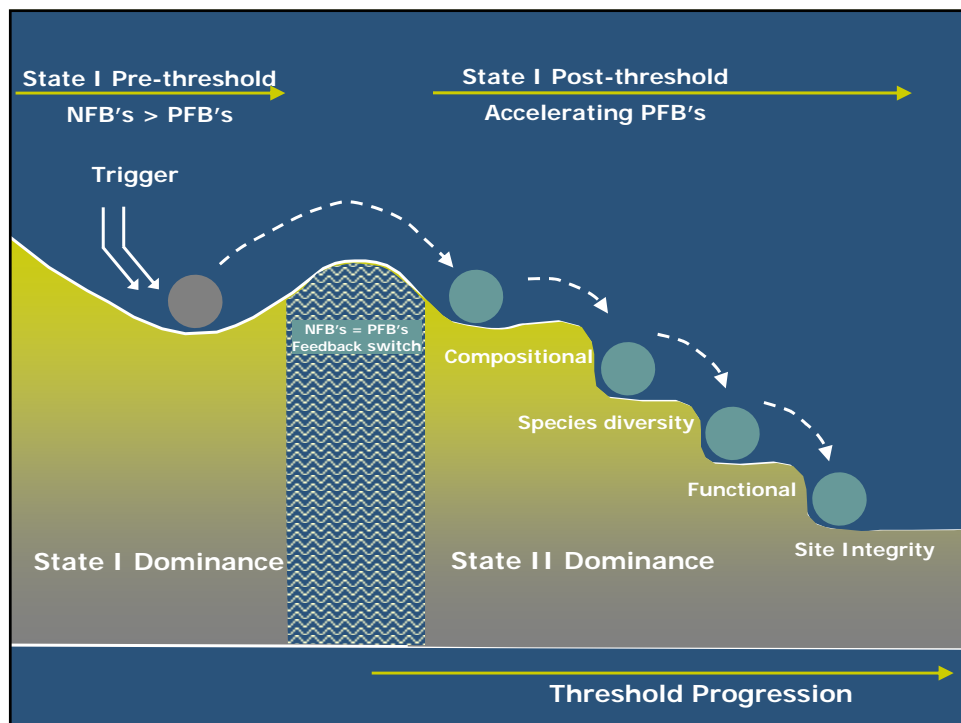 State I Pre-threshold
NFB's > PFB's
State I Post-threshold
Accelerating PFB's
Trigger
NFB's = PFB's
Feedback switch
Compositional
Species diversity
Functional
Site Integrity
State I Dominance
State II Dominance
Threshold Progression